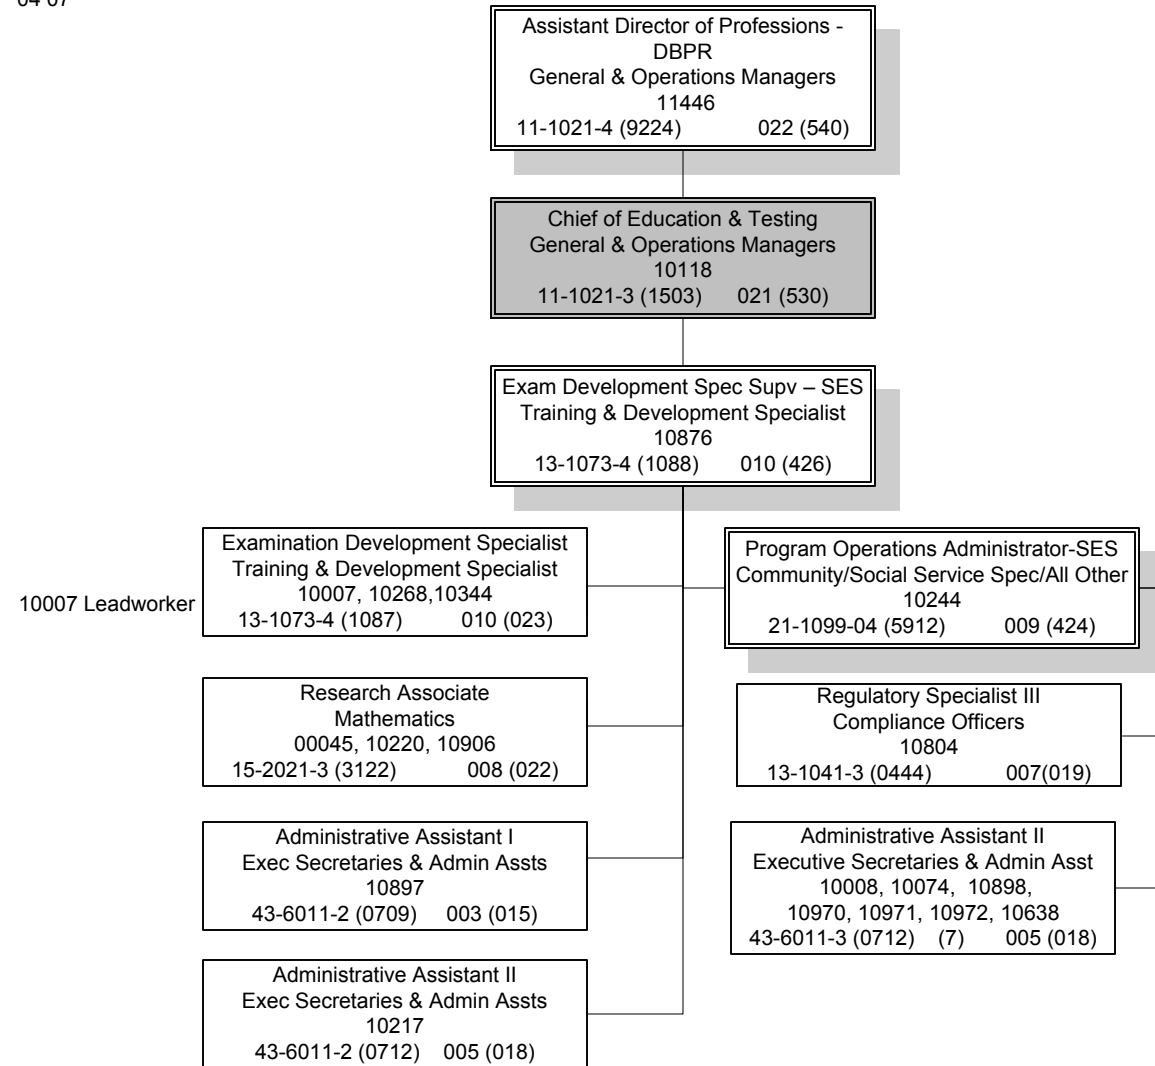 04 07
Assistant Director of Professions -
DBPR
General & Operations Managers
11446
11-1021-4 (9224) 022 (540)
Chief of Education & Testing
General & Operations Managers
10118
11-1021-3 (1503) 021 (530)
Exam Development Spec Supv – SES
Training & Development Specialist
10876
13-1073-4 (1088) 010 (426)
10007 Leadworker
Examination Development Specialist
Training & Development Specialist
10007, 10268,10344
13-1073-4 (1087) 010 (023)
Program Operations Administrator-SES
Community/Social Service Spec/All Other
10244
21-1099-04 (5912) 009 (424)
Research Associate
Mathematics
00045, 10220, 10906
15-2021-3 (3122) 008 (022)
Regulatory Specialist III
Compliance Officers
10804
13-1041-3 (0444) 007(019)
Administrative Assistant I
Exec Secretaries & Admin Assts
10897
43-6011-2 (0709) 003 (015)
Administrative Assistant II
Executive Secretaries & Admin Asst
10008, 10074, 10898,
10970, 10971, 10972, 10638
43-6011-3 (0712) (7) 005 (018)
Administrative Assistant II
Exec Secretaries & Admin Assts
10217
43-6011-2 (0712) 005 (018)